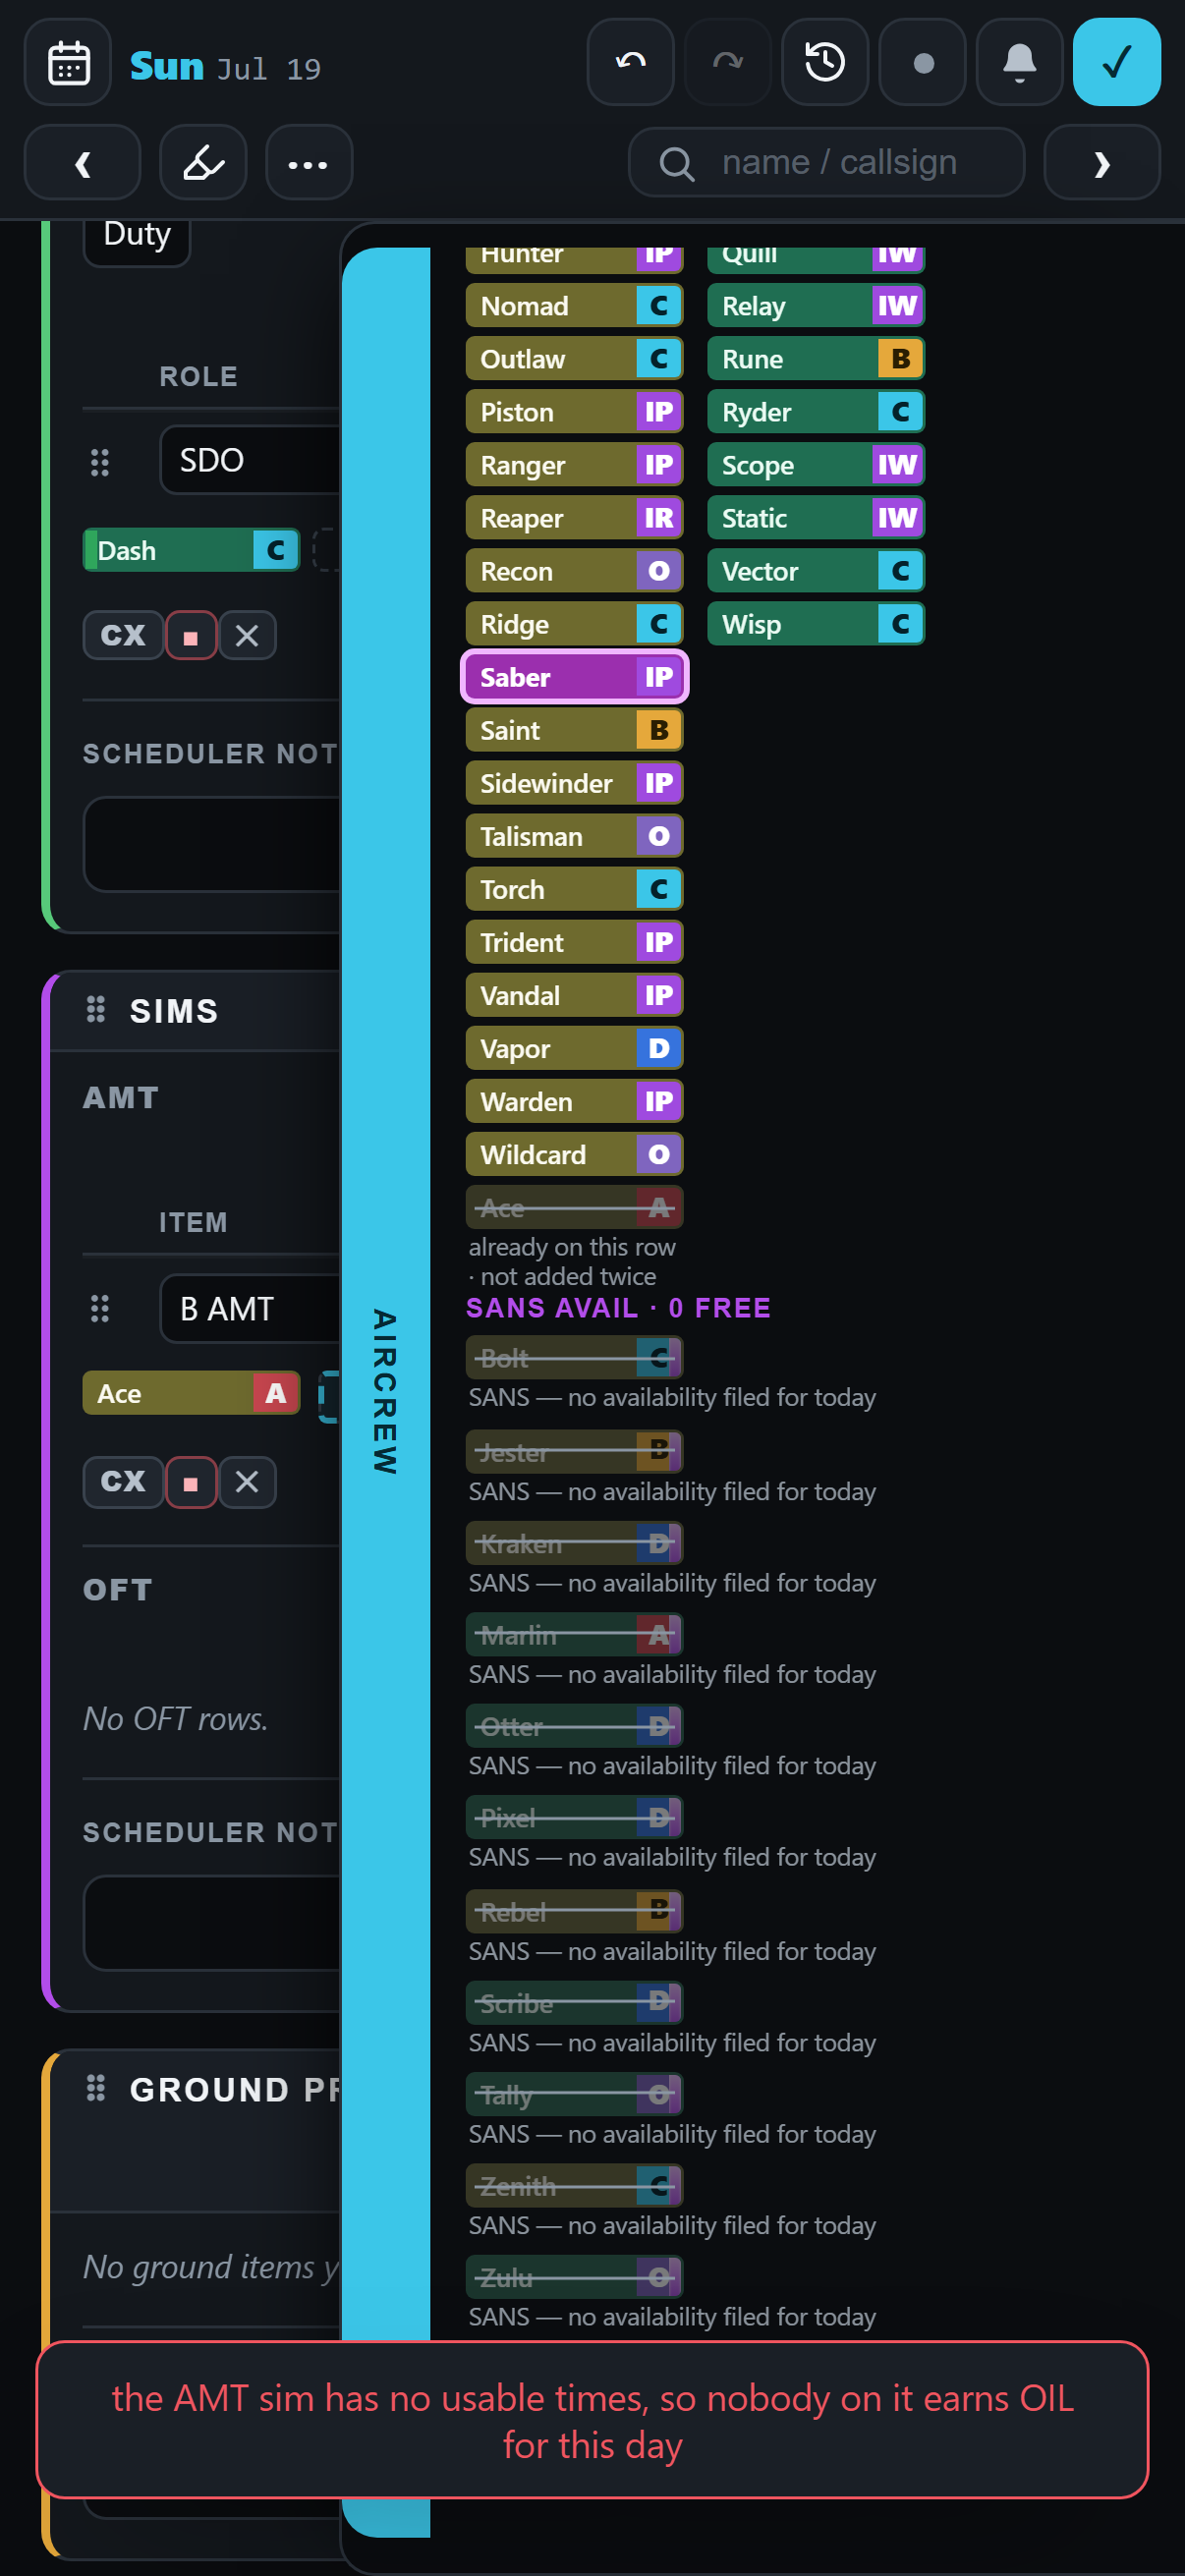 Sun Jul 19
name / callsign
Duty
ROLE
SDO
Dash C
CX
SCHEDULER NOT
SIMS
AMT
ITEM
B AMT
Ace A
CX
OFT
No OFT rows.
SCHEDULER NOT
GROUND PR
No ground items y
AIRCREW
Hunter IP
Nomad C
Outlaw C
Piston IP
Ranger IP
Reaper IR
Recon O
Ridge C
Saber IP
Saint B
Sidewinder IP
Talisman O
Torch C
Trident IP
Vandal IP
Vapor D
Warden IP
Wildcard O
Ace A
already on this row
· not added twice
Quill IW
Relay IW
Rune B
Ryder C
Scope IW
Static IW
Vector C
Wisp C
SANS AVAIL · 0 FREE
Bolt C
SANS — no availability filed for today
Jester B
SANS — no availability filed for today
Kraken D
SANS — no availability filed for today
Marlin A
SANS — no availability filed for today
Otter D
SANS — no availability filed for today
Pixel D
SANS — no availability filed for today
Rebel B
SANS — no availability filed for today
Scribe D
SANS — no availability filed for today
Tally O
SANS — no availability filed for today
Zenith C
SANS — no availability filed for today
Zulu O
SANS — no availability filed for today
the AMT sim has no usable times, so nobody on it earns OIL
for this day